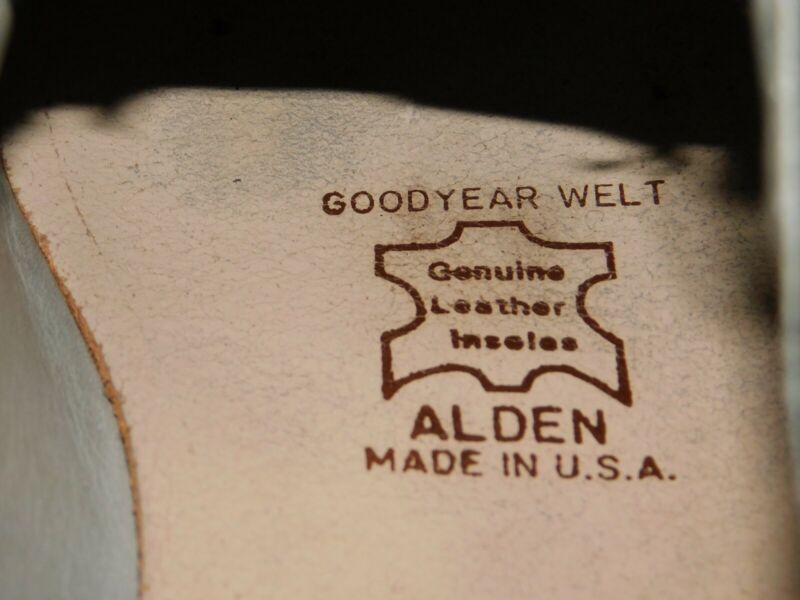 GOODYEAR WELT
Genuine
Leather
Insoles
ALDEN
MADE IN U.S.A.